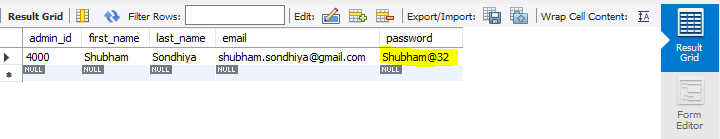 Result Grid Filter Rows: Edit: Export/Import: Wrap Cell Content: IA
admin_id first_name last_name email password
4000 Shubham Sondhiya shubham.sondhiya@gmail.com Shubham@32
NULL NULL NULL NULL NULL
Result
Grid
Form
Editor